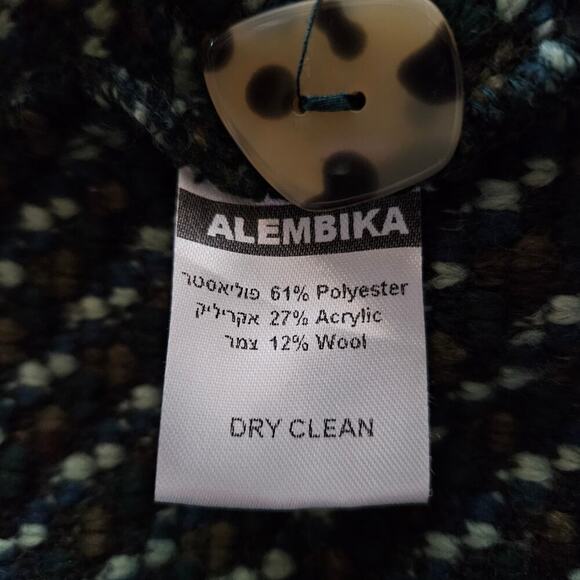 ALEMBIKA
פוליאסטר 61% Polyester
אקריליק 27% Acrylic
צמר 12% Wool
DRY CLEAN